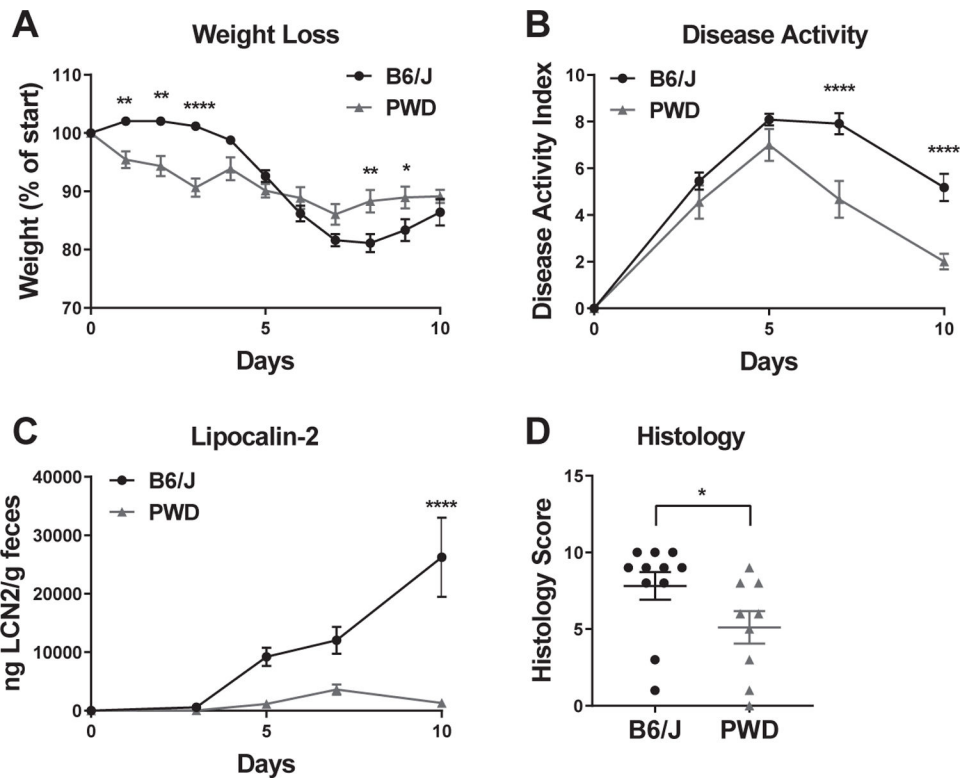 A
Weight Loss
B6/J
PWD
110
100
90
80
70
Weight (% of start)
** ** **** ** *
0 5 10
Days
B
Disease Activity
B6/J
PWD
10
8
6
4
2
0
Disease Activity Index
****
****
0 5 10
Days
C
Lipocalin-2
B6/J
PWD
40000
30000
20000
10000
0
ng LCN2/g feces
****
0 5 10
Days
D
Histology
15
10
5
0
Histology Score
*
B6/J PWD